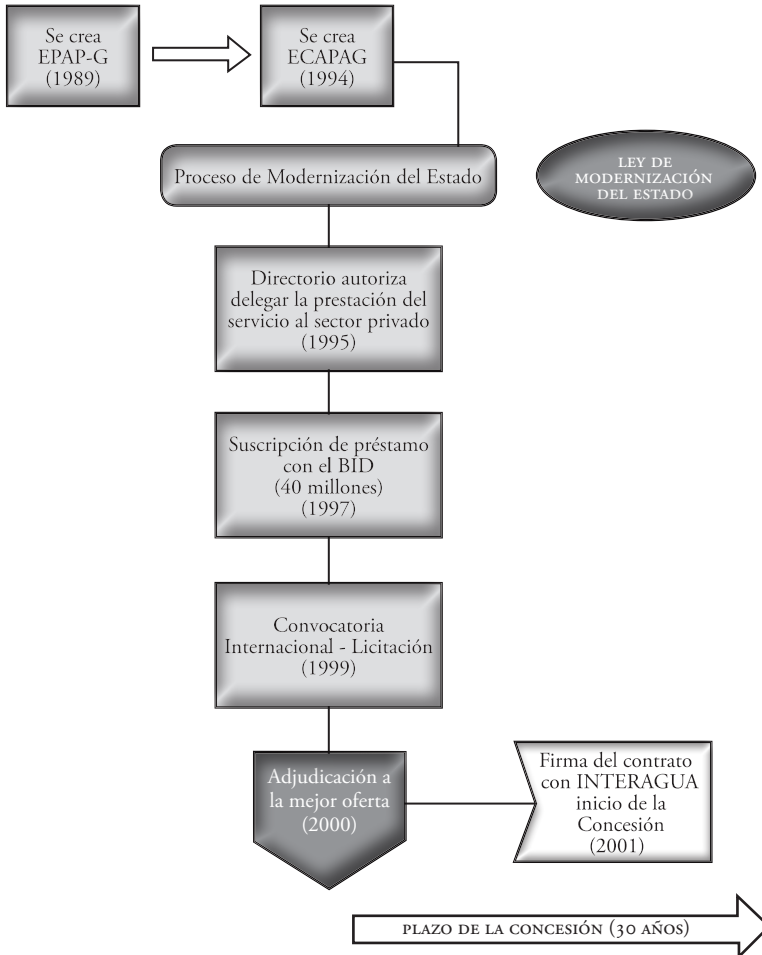 Se crea
EPAP-G
(1989)
Se crea
ECAPAG
(1994)
Proceso de Modernización del Estado
LEY DE
MODERNIZACIÓN
DEL ESTADO
Directorio autoriza
delegar la prestación del
servicio al sector privado
(1995)
Suscripción de préstamo
con el BID
(40 millones)
(1997)
Convocatoria
Internacional - Licitación
(1999)
Adjudicación a
la mejor oferta
(2000)
Firma del contrato
con INTERAGUA
inicio de la
Concesión
(2001)
PLAZO DE LA CONCESIÓN (30 AÑOS)